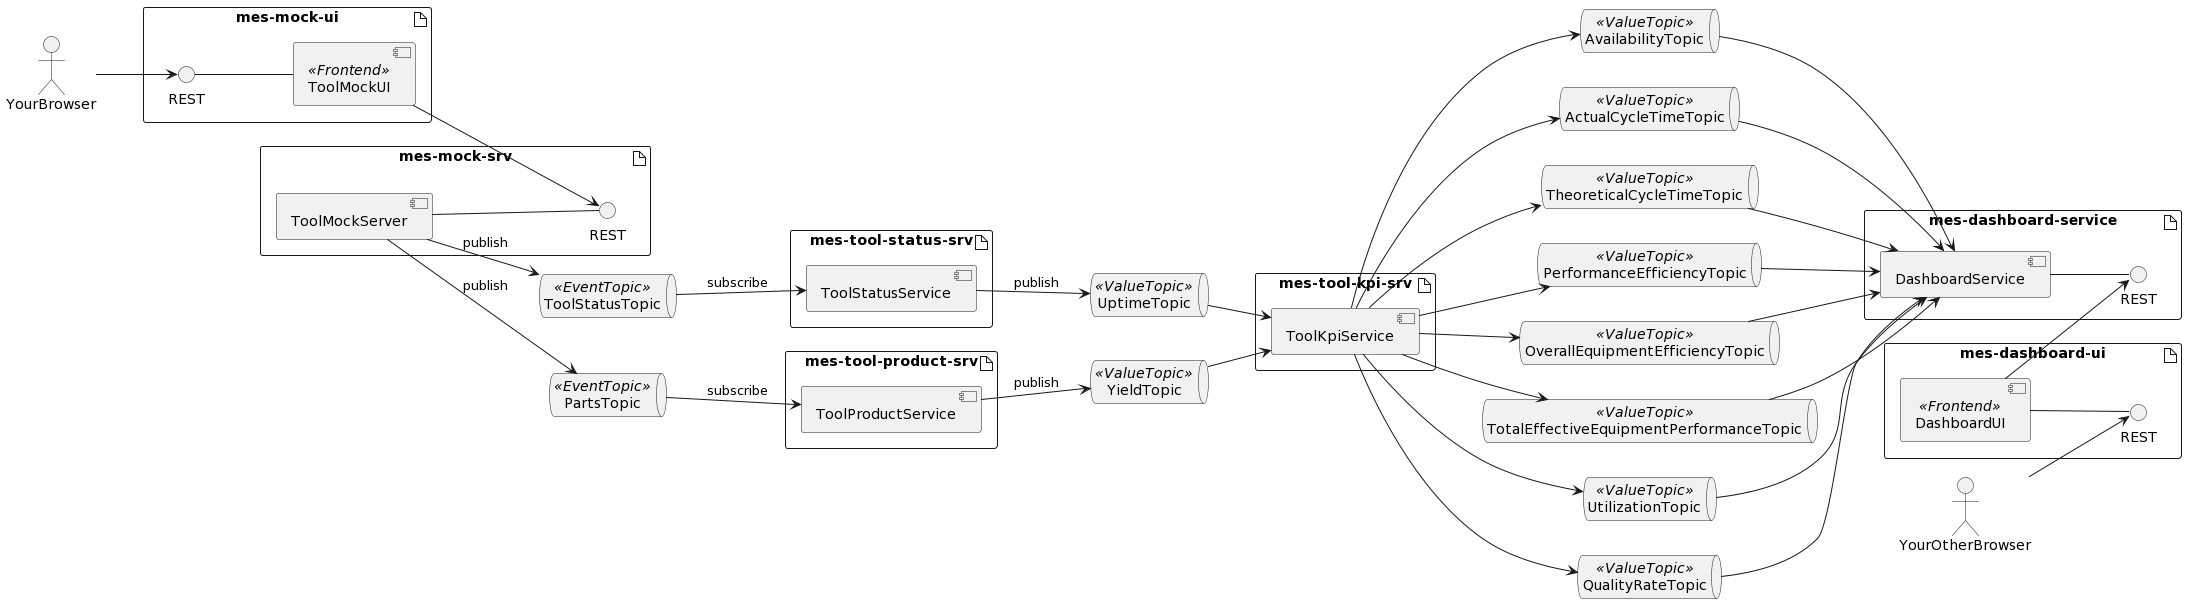 mes-mock-ui
YourBrowser
REST
«Frontend»
ToolMockUI
mes-mock-srv
ToolMockServer
REST
publish
publish
«EventTopic»
ToolStatusTopic
«EventTopic»
PartsTopic
subscribe
subscribe
mes-tool-status-srv
ToolStatusService
mes-tool-product-srv
ToolProductService
publish
publish
«ValueTopic»
UptimeTopic
«ValueTopic»
YieldTopic
mes-tool-kpi-srv
ToolKpiService
«ValueTopic»
AvailabilityTopic
«ValueTopic»
ActualCycleTimeTopic
«ValueTopic»
TheoreticalCycleTimeTopic
«ValueTopic»
PerformanceEfficiencyTopic
«ValueTopic»
OverallEquipmentEfficiencyTopic
«ValueTopic»
TotalEffectiveEquipmentPerformanceTopic
«ValueTopic»
UtilizationTopic
«ValueTopic»
QualityRateTopic
mes-dashboard-service
DashboardService
REST
mes-dashboard-ui
«Frontend»
DashboardUI
REST
YourOtherBrowser